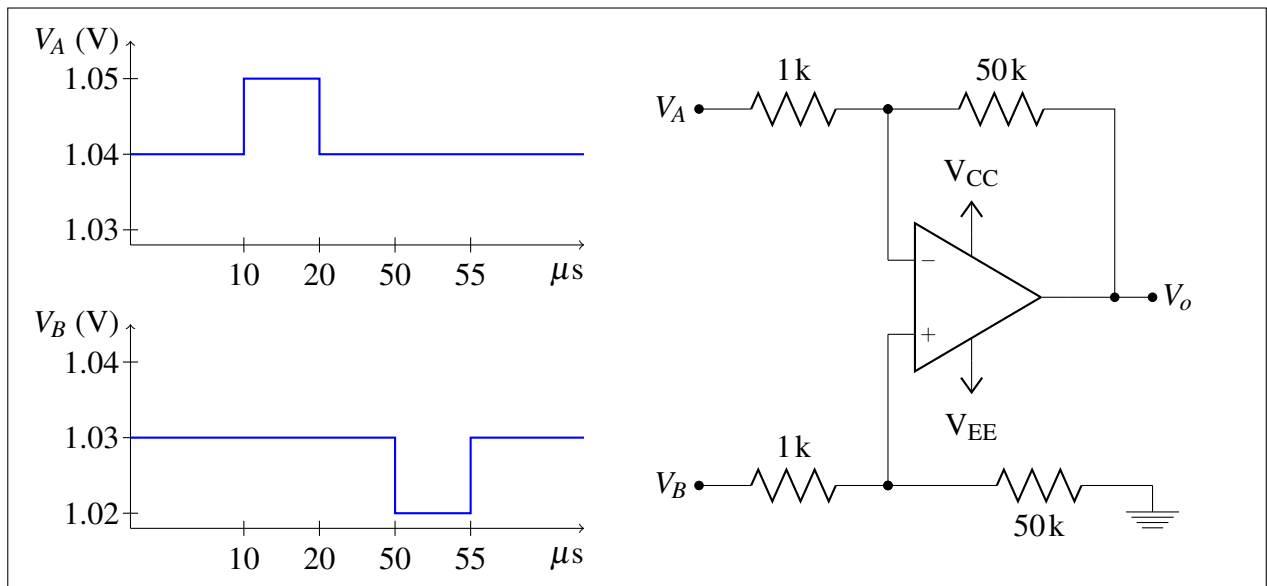 V_A (V)
1.05
1.04
1.03
10 20 50 55 μs
V_B (V)
1.04
1.03
1.02
10 20 50 55 μs
1k
50k
V_A
V_CC
−
V_o
+
V_EE
1k
V_B
50k